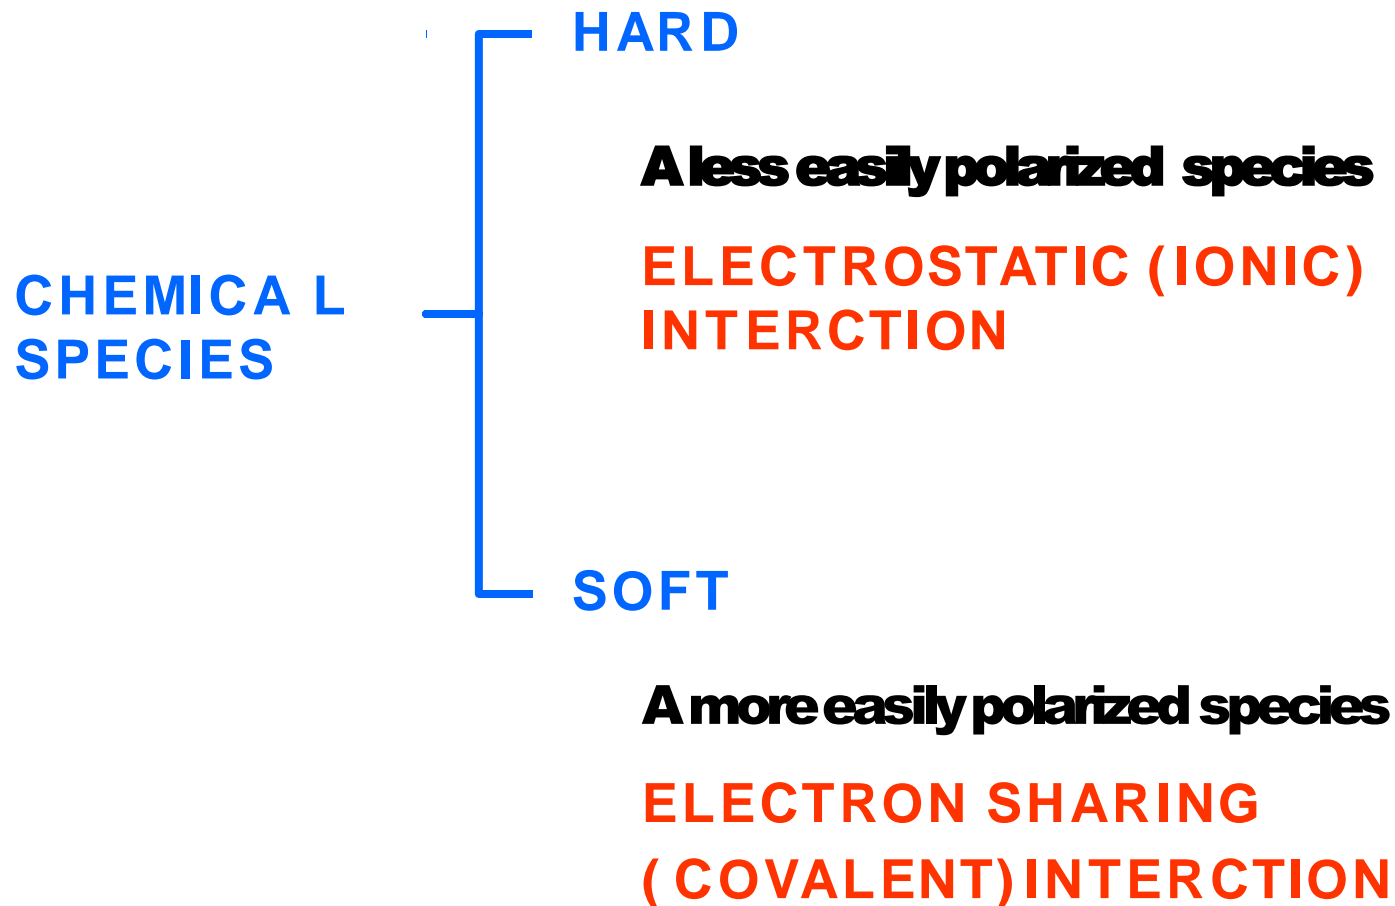 HARD
A less easily polarized species
ELECTROSTATIC (IONIC)
INTERCTION
CHEMICA L
SPECIES
SOFT
A more easily polarized species
ELECTRON SHARING
( COVALENT) INTERCTION